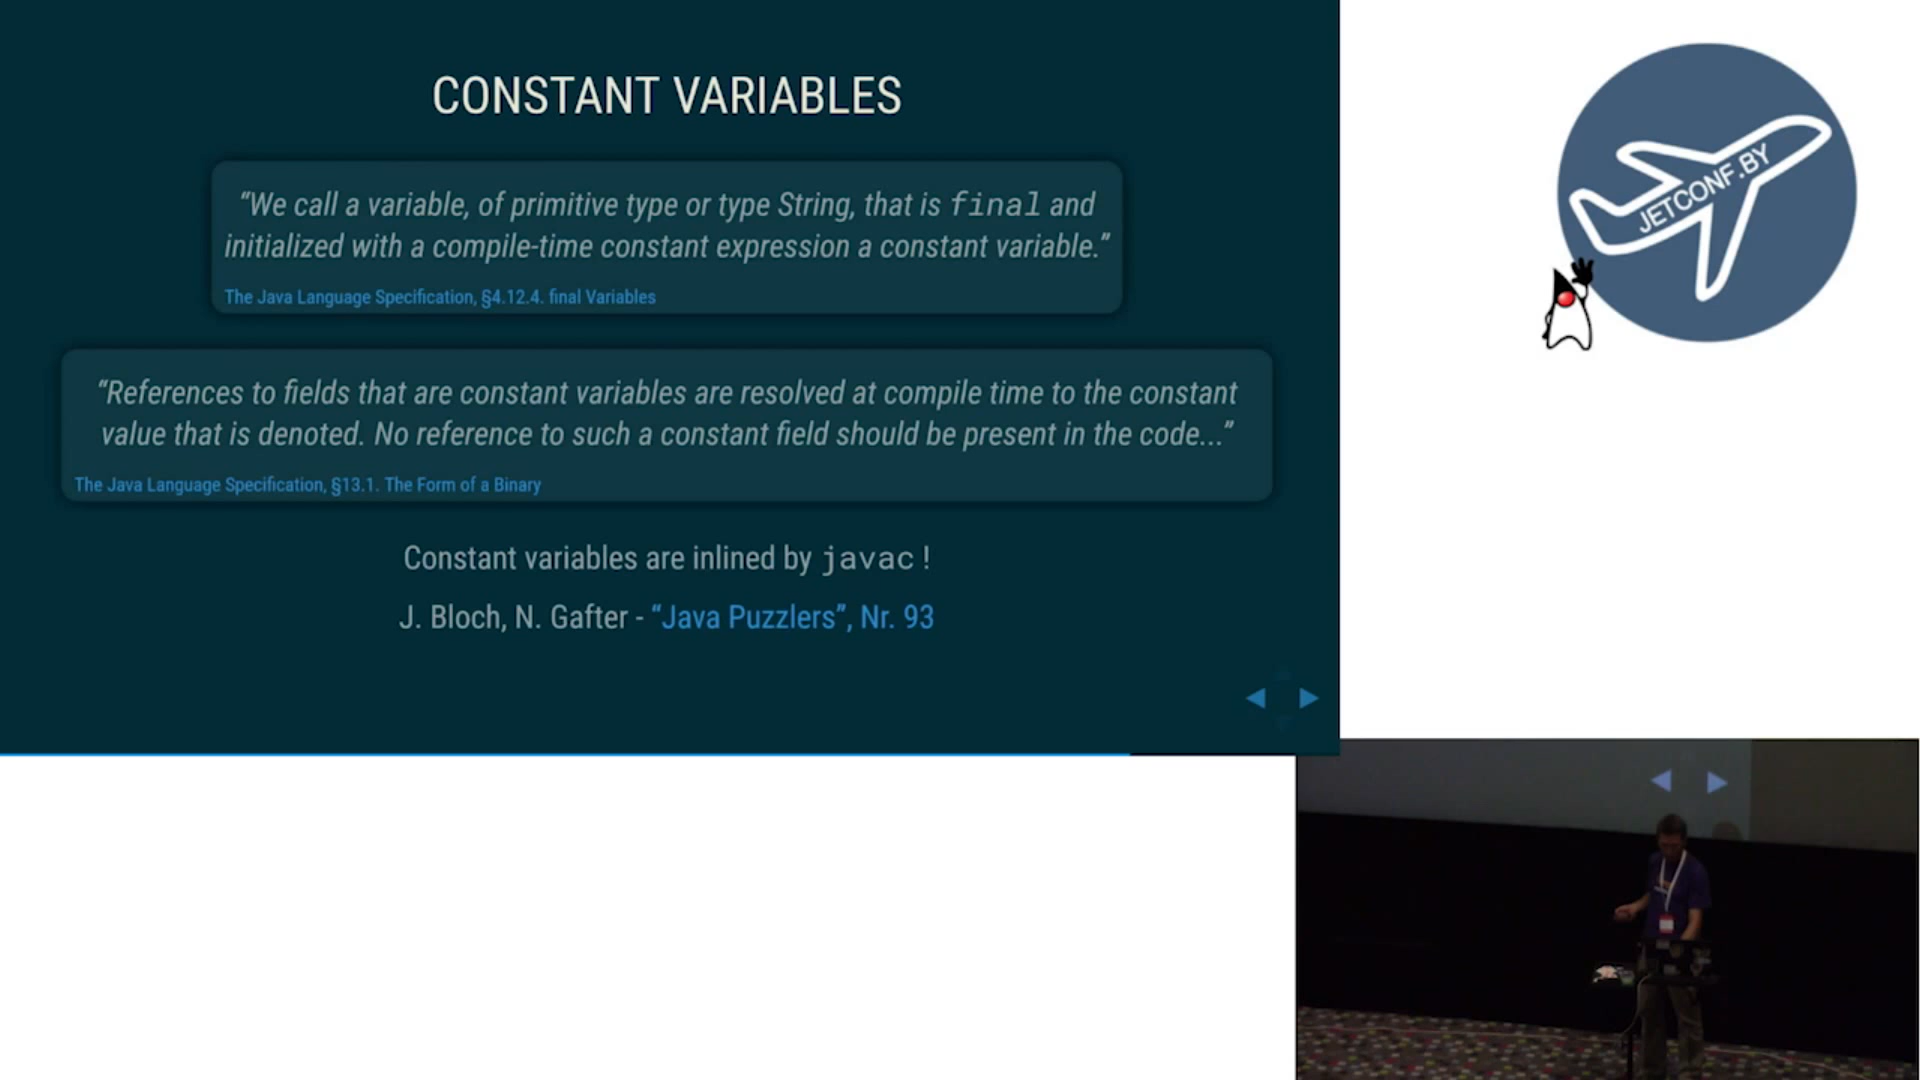 CONSTANT VARIABLES
“We call a variable, of primitive type or type String, that is final and
initialized with a compile-time constant expression a constant variable.”
The Java Language Specification, §4.12.4. final Variables
“References to fields that are constant variables are resolved at compile time to the constant
value that is denoted. No reference to such a constant field should be present in the code...”
The Java Language Specification, §13.1. The Form of a Binary
Constant variables are inlined by javac!
J. Bloch, N. Gafter - “Java Puzzlers”, Nr. 93
JETCONF.BY